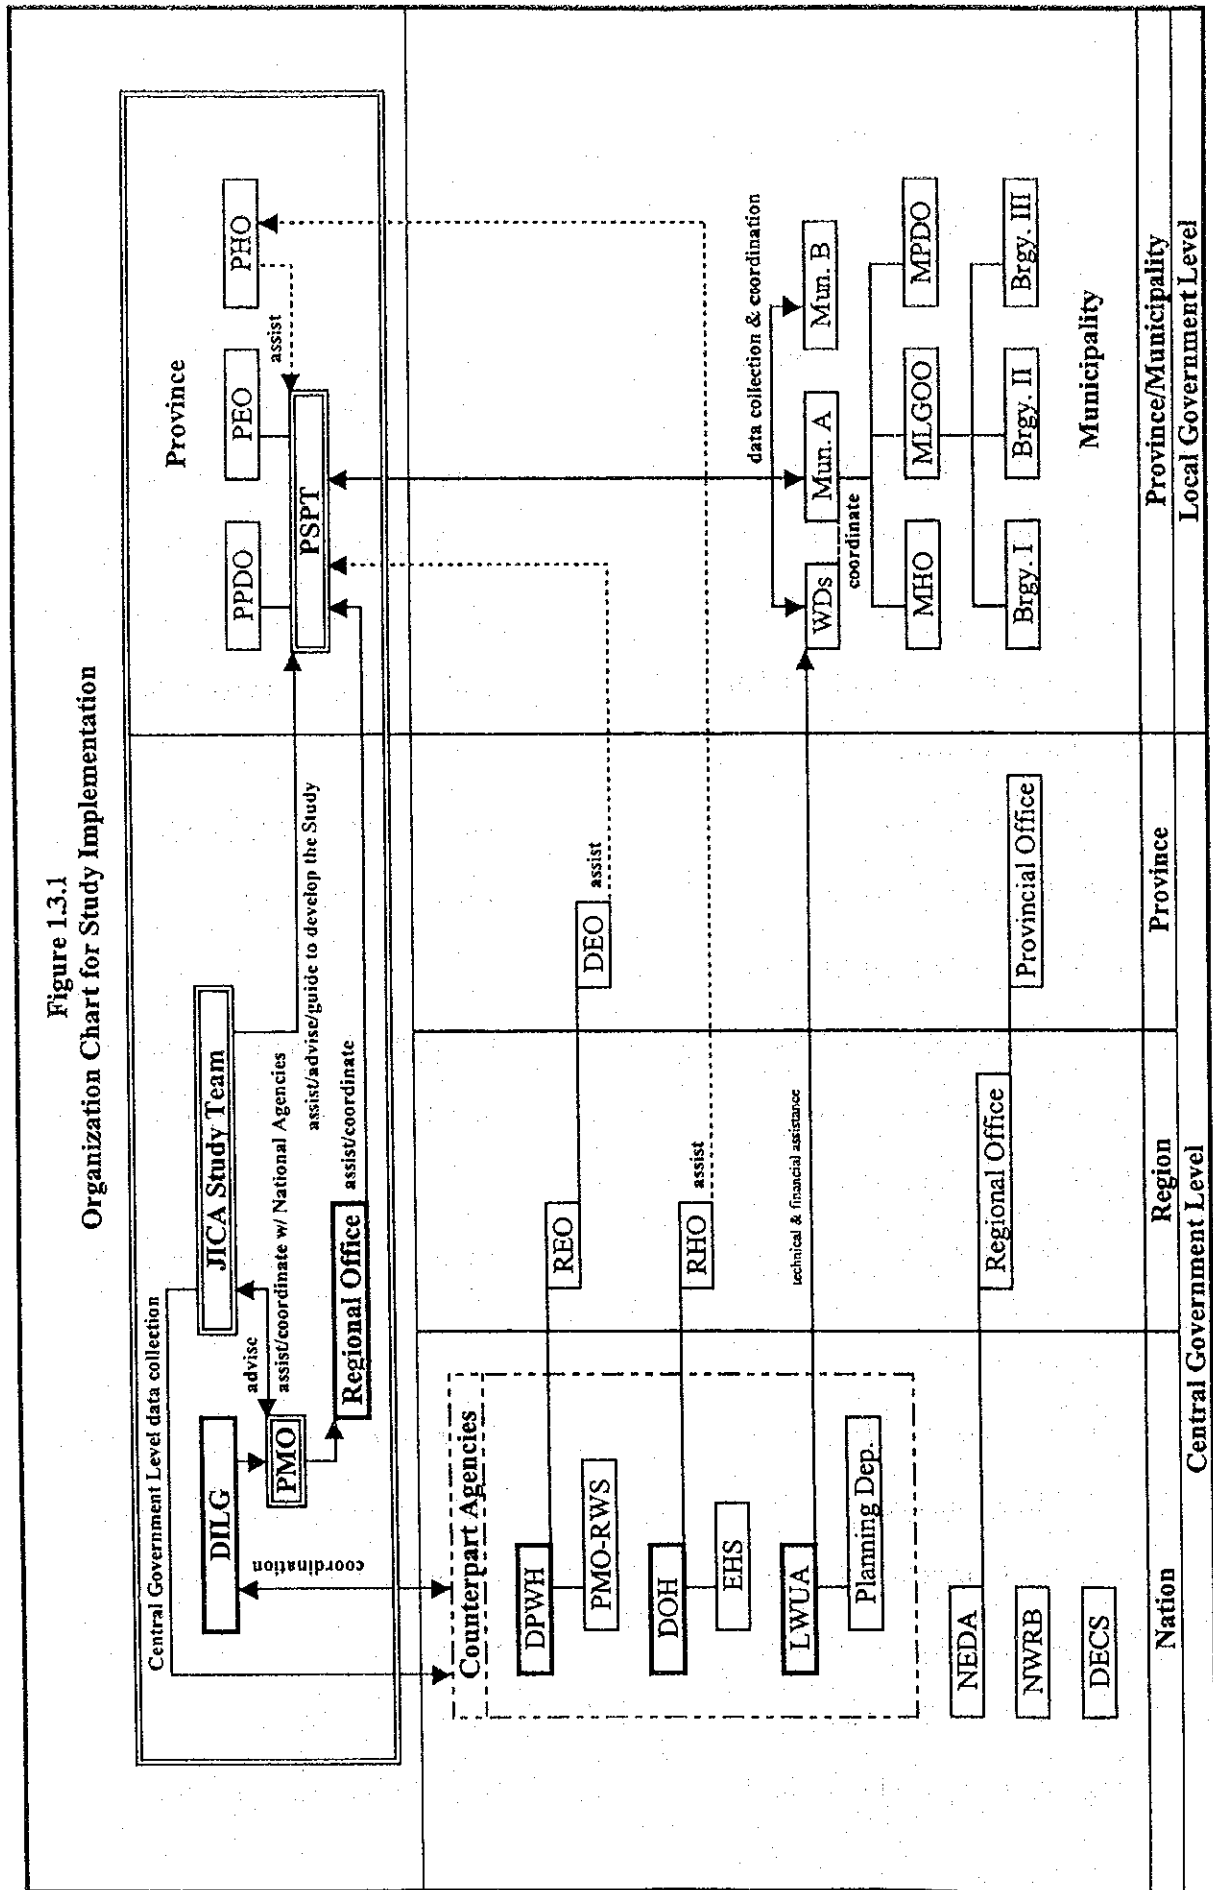 Figure 1.3.1
Organization Chart for Study Implementation
Central Government Level data collection
DILG
JICA Study Team
Province
PPDO
PEO
PHO
advise
assist
PMO
assist/coordinate w/ National Agencies
PSPT
assist/advise/guide to develop the Study
coordination
Regional Office
assist/coordinate
Counterpart Agencies
DPWH
REO
DEO
assist
PMO-RWS
DOH
RHO
assist
EHS
data collection & coordination
technical & financial assistance
LWUA
WDs
Mun. A
Mun. B
coordinate
Planning Dep.
MHO
MLGOO
MPDO
NEDA
Regional Office
Provincial Office
Brgy. I
Brgy. II
Brgy. III
NWRB
DECS
Municipality
Nation
Region
Province
Province/Municipality
Central Government Level
Local Government Level